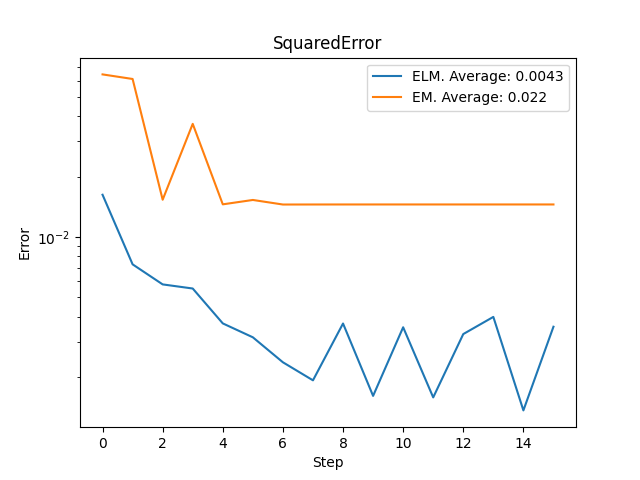 SquaredError
ELM. Average: 0.0043
EM. Average: 0.022
Error
10⁻²
0 2 4 6 8 10 12 14
Step